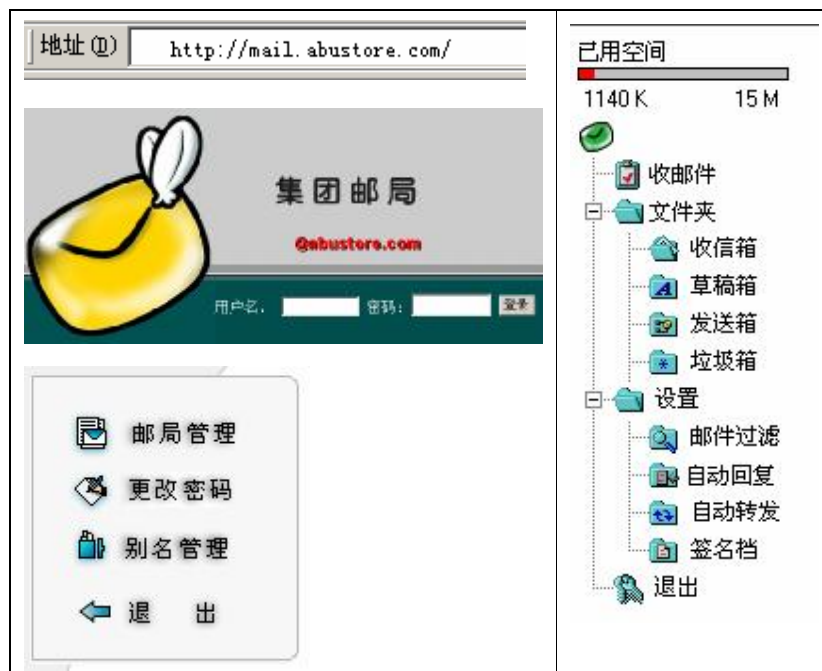 地址(D) http://mail.abustore.com/
集团邮局
@abustore.com
用户名: 密码: 登录
邮局管理
更改密码
别名管理
退 出
已用空间
1140 K 15 M
收邮件
文件夹
收信箱
草稿箱
发送箱
垃圾箱
设置
邮件过滤
自动回复
自动转发
签名档
退出